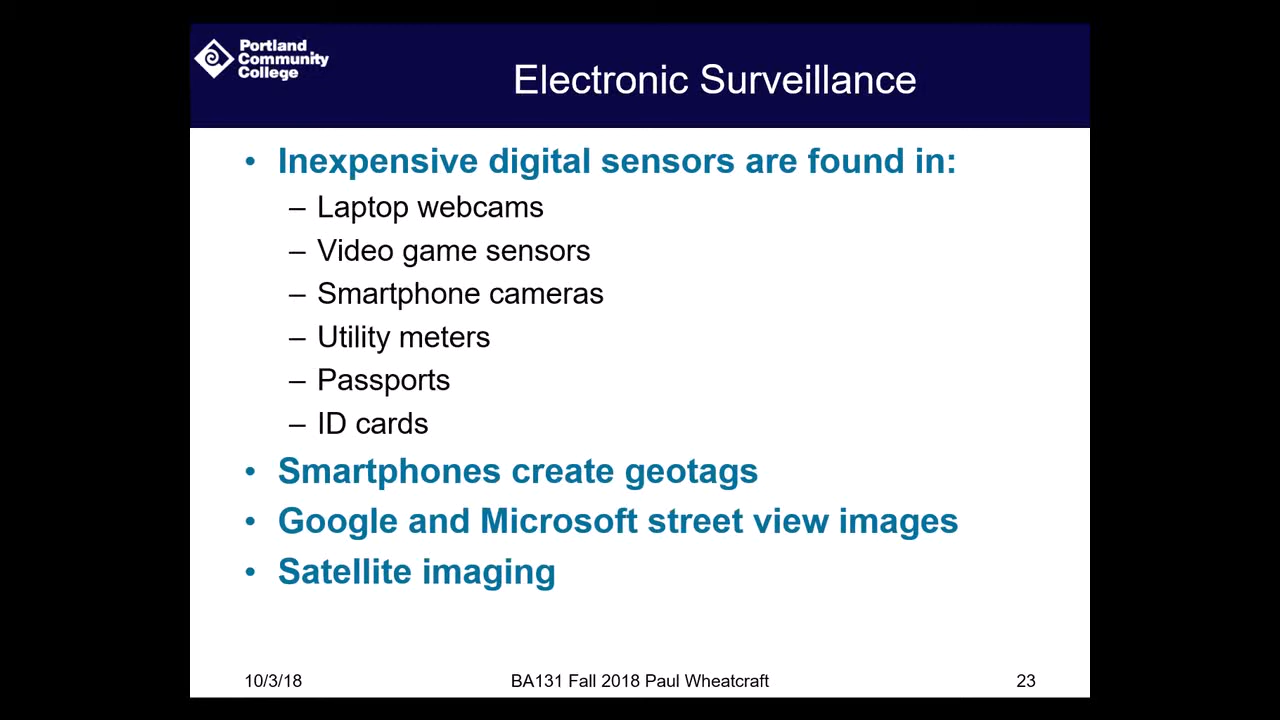 Portland
Community
College
Electronic Surveillance
• Inexpensive digital sensors are found in:
– Laptop webcams
– Video game sensors
– Smartphone cameras
– Utility meters
– Passports
– ID cards
• Smartphones create geotags
• Google and Microsoft street view images
• Satellite imaging
10/3/18 BA131 Fall 2018 Paul Wheatcraft 23